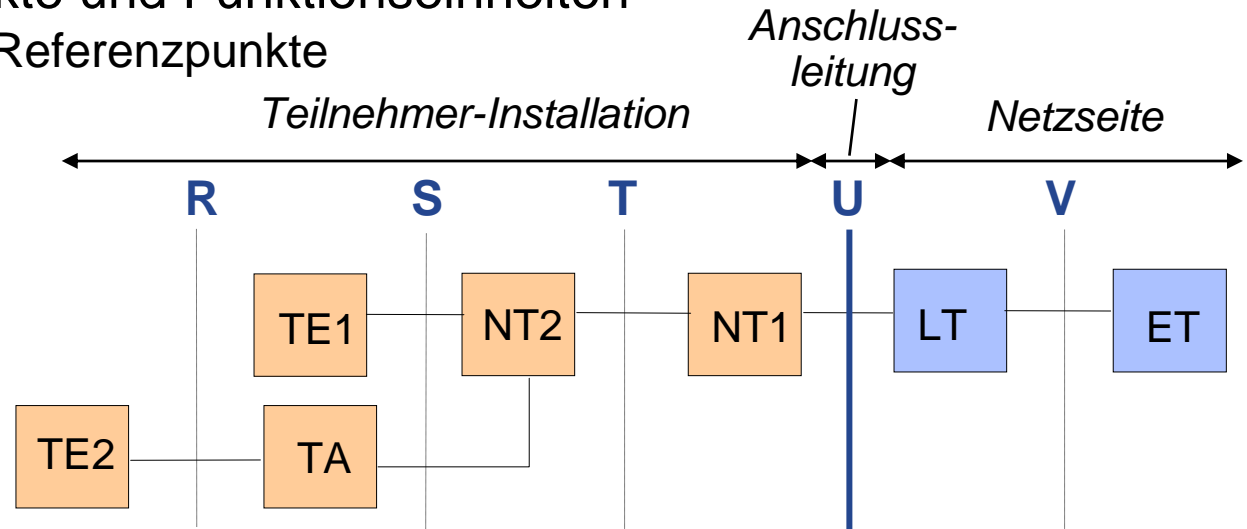 Referenzpunkte
Anschluss-
leitung
Teilnehmer-Installation
Netzseite
R S T U V
TE1 NT2 NT1 LT ET
TE2 TA